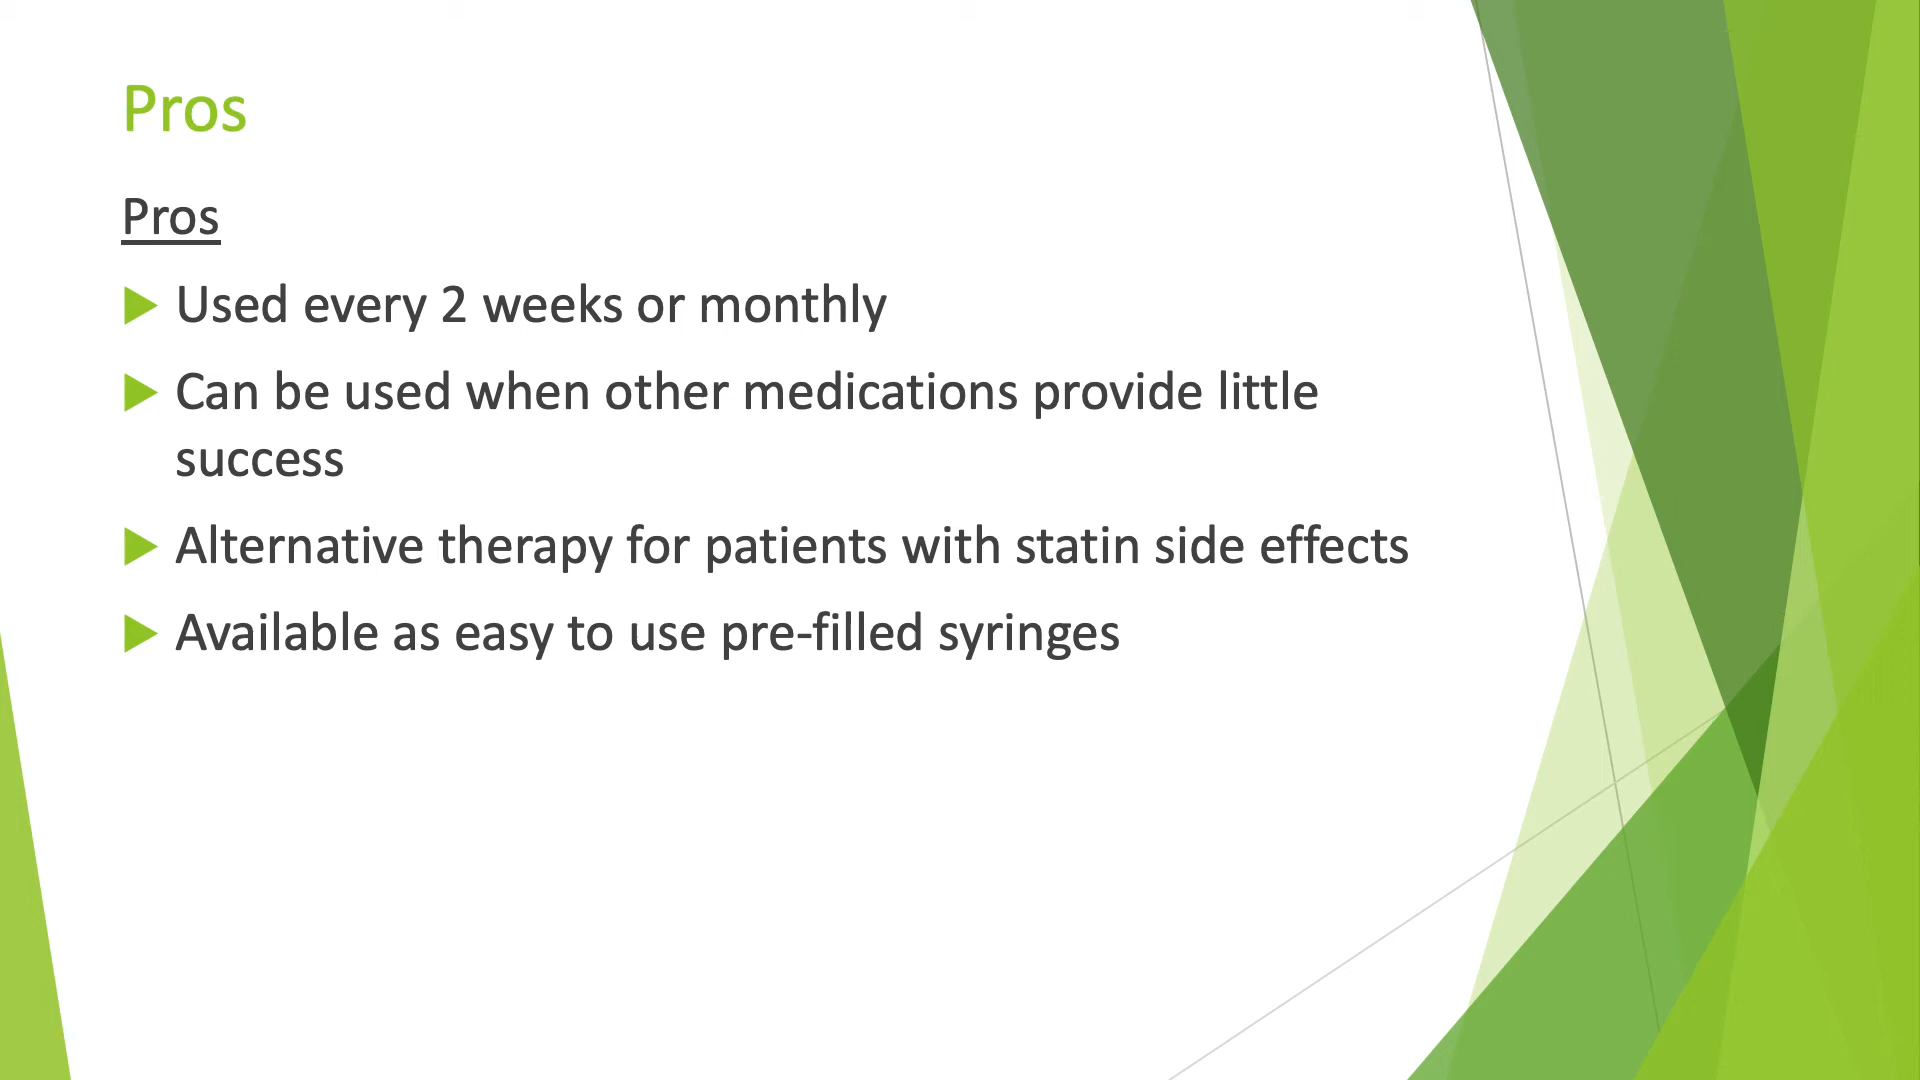 Pros
Pros
Used every 2 weeks or monthly
Can be used when other medications provide little
success
Alternative therapy for patients with statin side effects
Available as easy to use pre-filled syringes